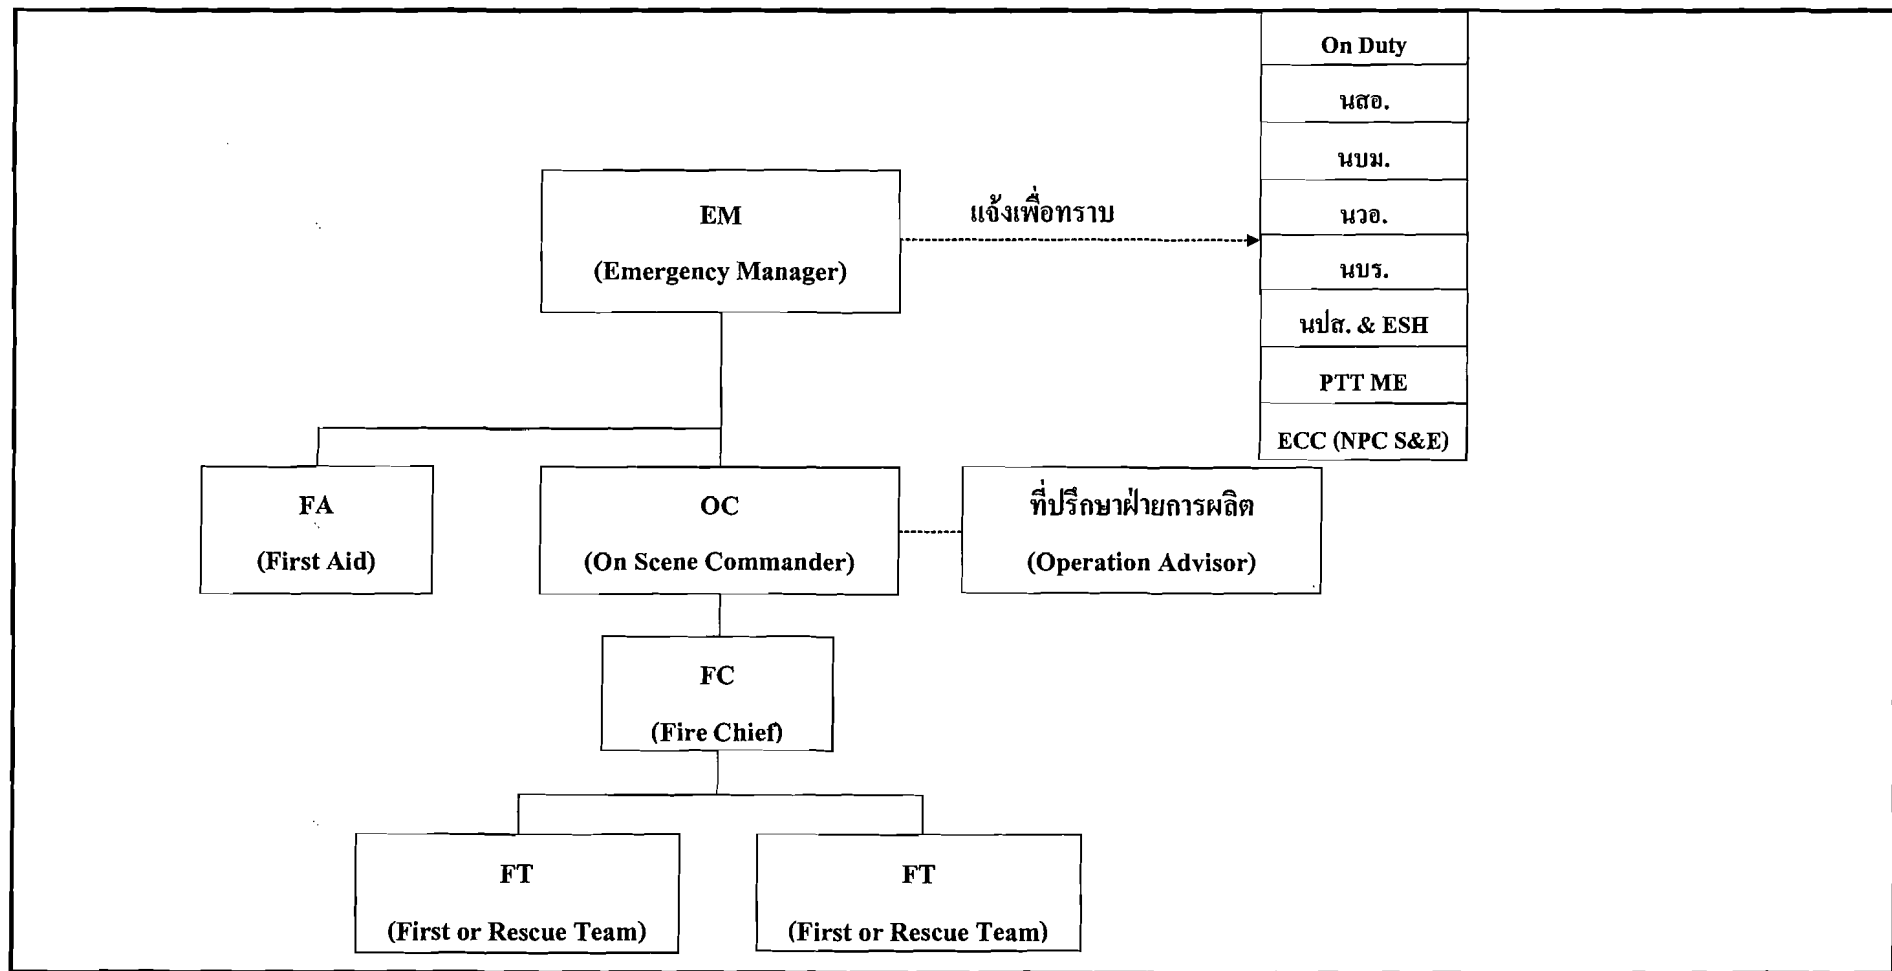 On Duty
นสอ.
นบม.
นวอ.
นบร.
นปส. & ESH
PTT ME
ECC (NPC S&E)
EM
(Emergency Manager)
แจ้งเพื่อทราบ
FA
(First Aid)
OC
(On Scene Commander)
ที่ปรึกษาฝ่ายการผลิต
(Operation Advisor)
FC
(Fire Chief)
FT
(First or Rescue Team)
FT
(First or Rescue Team)